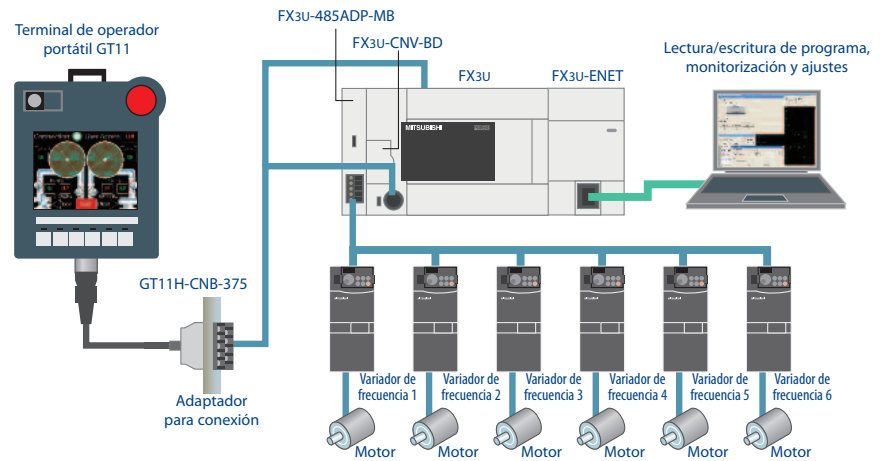 Terminal de operador
portátil GT11
FX3U-485ADP-MB
FX3U-CNV-BD
FX3U
FX3U-ENET
Lectura/escritura de programa,
monitorización y ajustes
MITSUBISHI
GT11H-CNB-375
Adaptador
para conexión
Variador de
frecuencia 1
Variador de
frecuencia 2
Variador de
frecuencia 3
Variador de
frecuencia 4
Variador de
frecuencia 5
Variador de
frecuencia 6
Motor
Motor
Motor
Motor
Motor
Motor